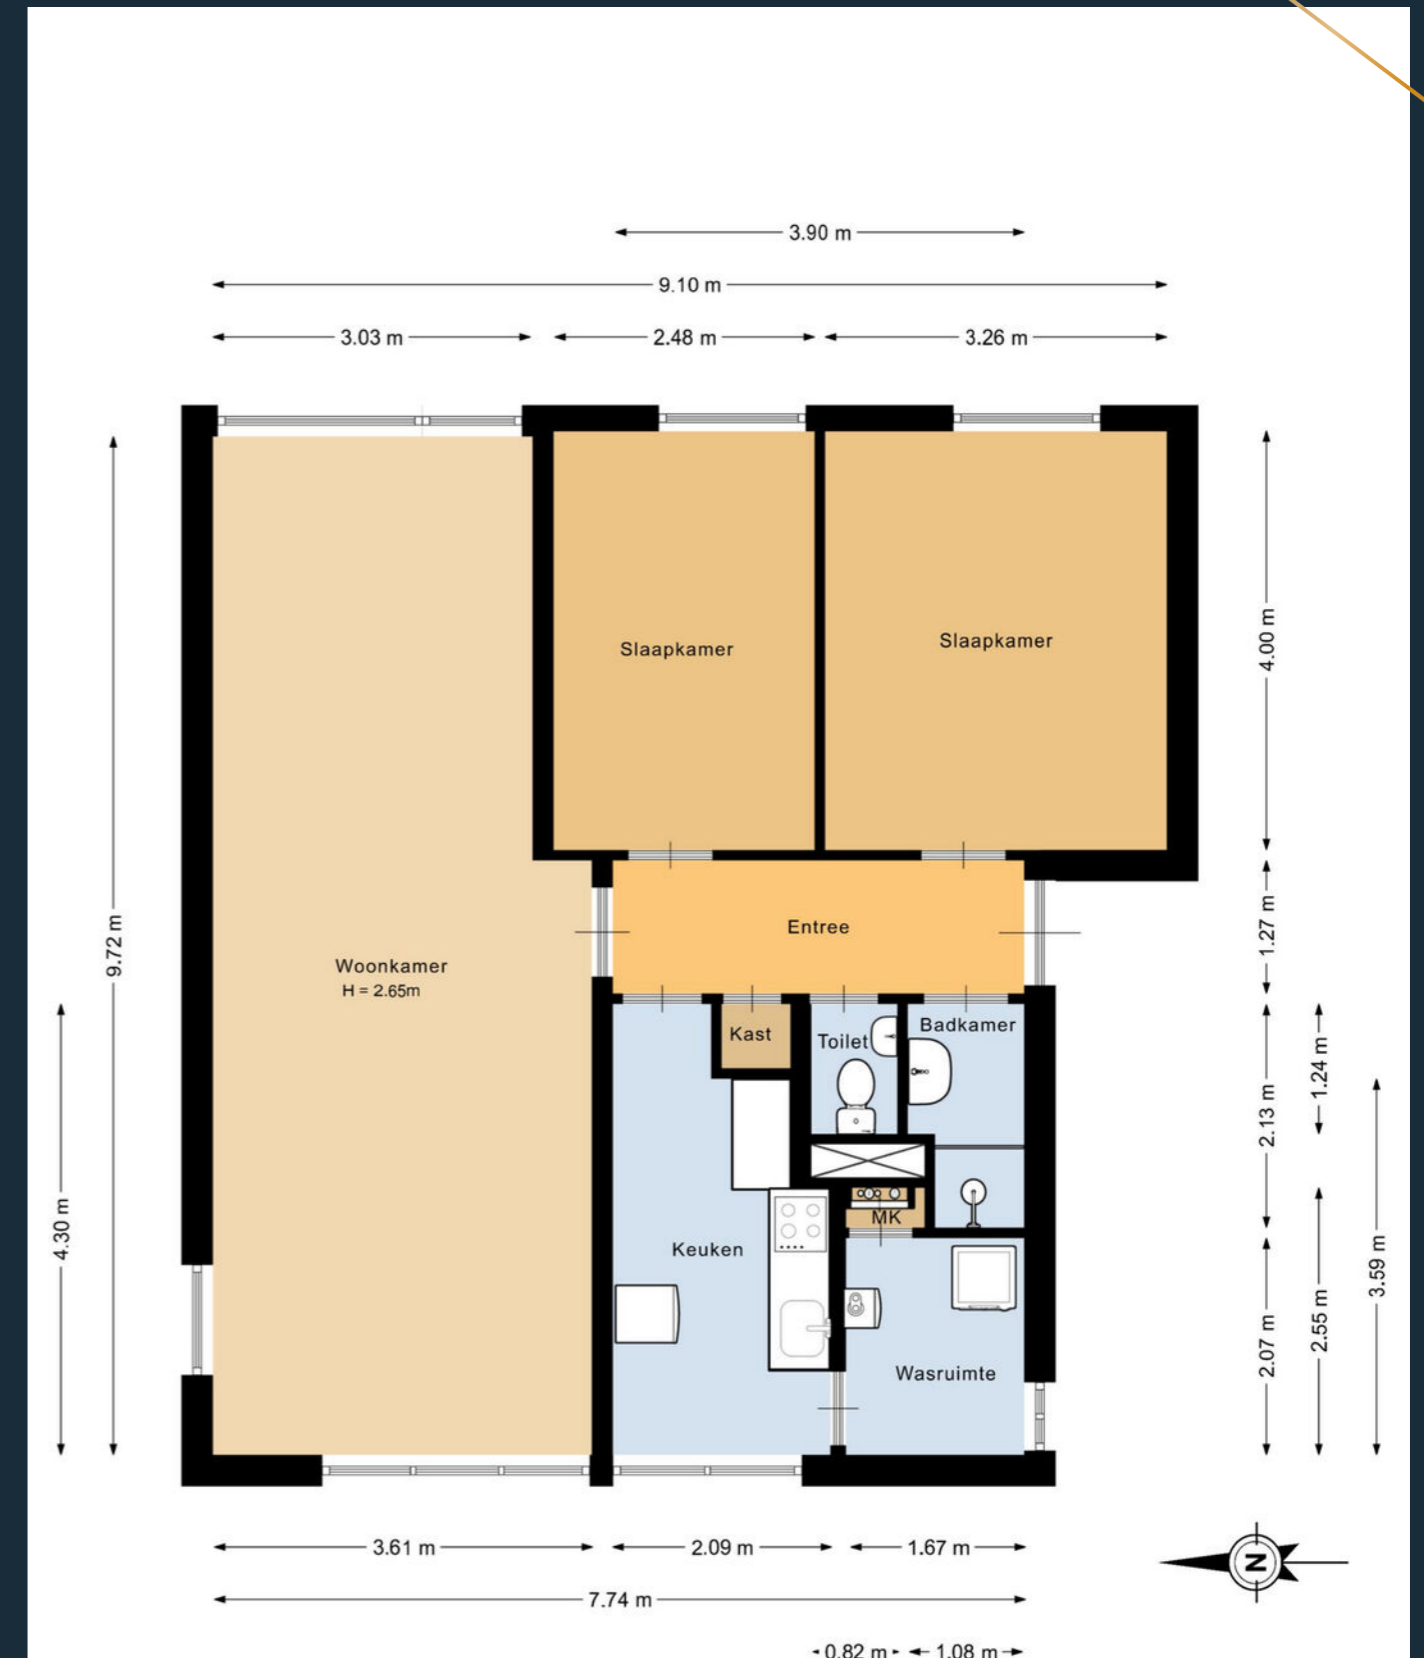 3.90 m
9.10 m
3.03 m
2.48 m
3.26 m
Slaapkamer
Slaapkamer
4.00 m
Entree
1.27 m
9.72 m
Woonkamer
H = 2.65m
Kast
Toilet
Badkamer
1.24 m
2.13 m
4.30 m
Keuken
MK
3.59 m
2.55 m
2.07 m
Wasruimte
3.61 m
2.09 m
1.67 m
N
7.74 m
0.82 m
1.08 m